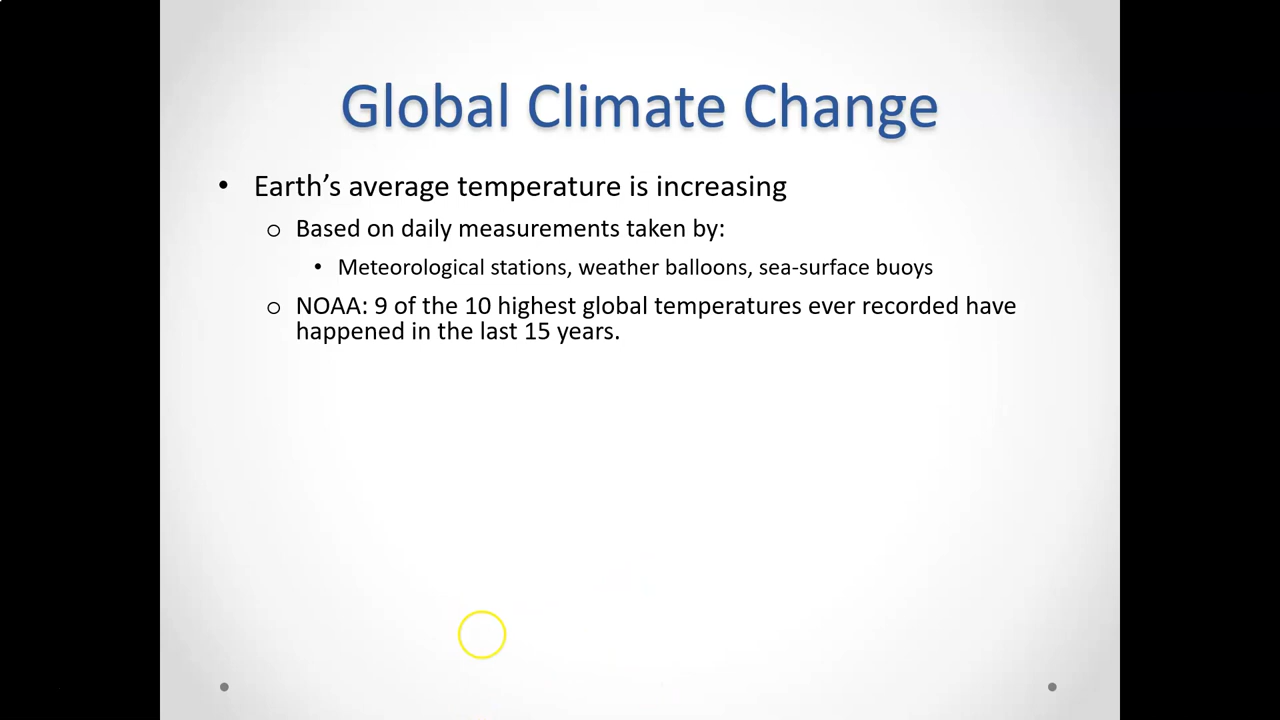 Global Climate Change
• Earth’s average temperature is increasing
o Based on daily measurements taken by:
• Meteorological stations, weather balloons, sea-surface buoys
o NOAA: 9 of the 10 highest global temperatures ever recorded have
happened in the last 15 years.